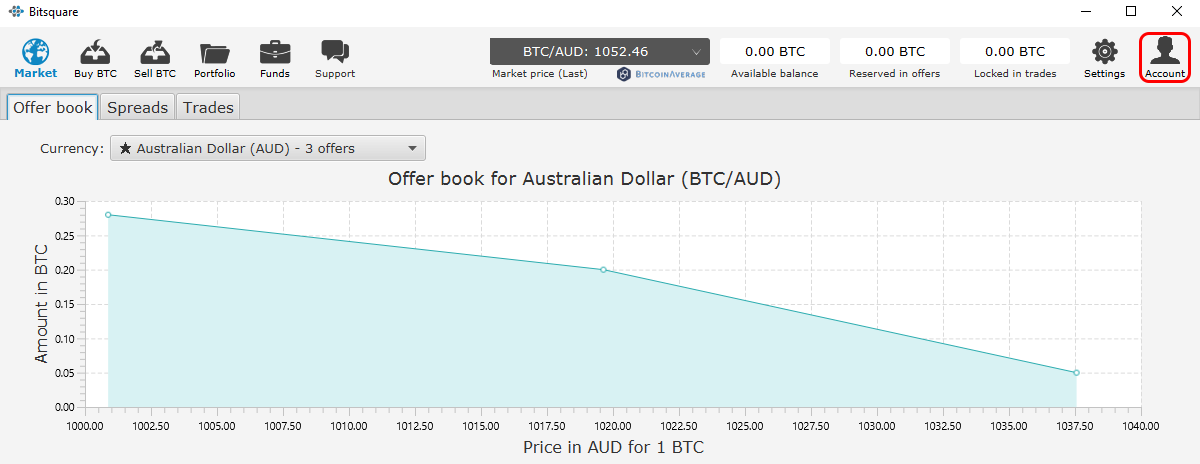 Bitsquare
BTC/AUD: 1052.46
0.00 BTC
0.00 BTC
0.00 BTC
Market
Buy BTC
Sell BTC
Portfolio
Funds
Support
Market price (Last)
BITCOINAVERAGE
Available balance
Reserved in offers
Locked in trades
Settings
Account
Offer book
Spreads
Trades
Currency:
★ Australian Dollar (AUD) - 3 offers
Offer book for Australian Dollar (BTC/AUD)
Amount in BTC
0.30
0.25
0.20
0.15
0.10
0.05
0.00
1000.00 1002.50 1005.00 1007.50 1010.00 1012.50 1015.00 1017.50 1020.00 1022.50 1025.00 1027.50 1030.00 1032.50 1035.00 1037.50 1040.00
Price in AUD for 1 BTC